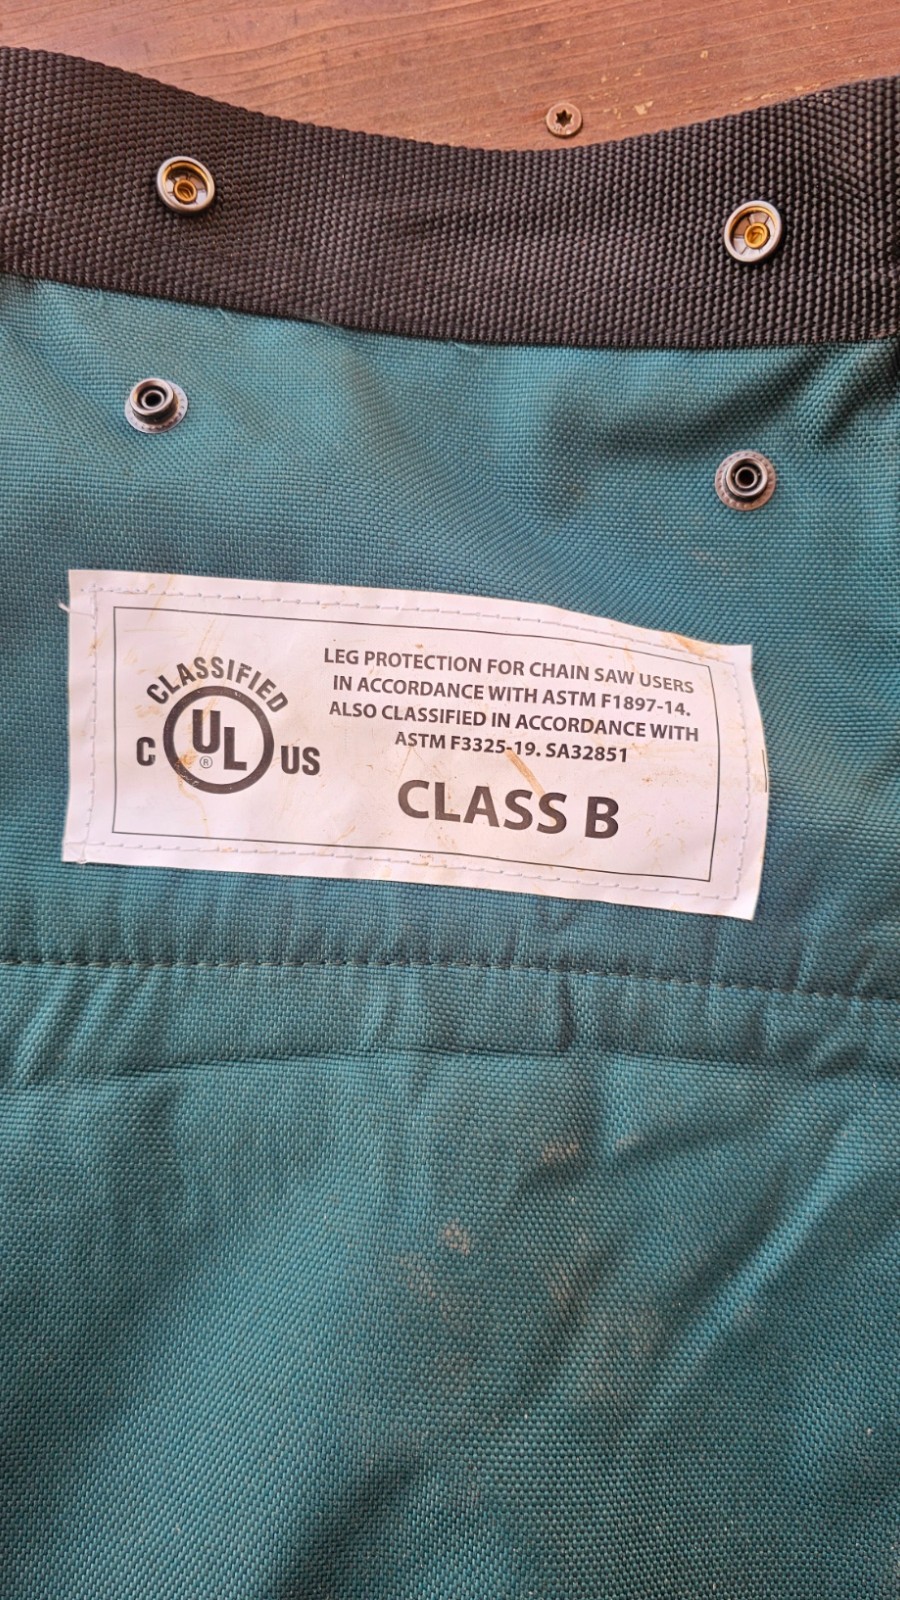 CLASSIFIED
C UL ® US
LEG PROTECTION FOR CHAIN SAW USERS
IN ACCORDANCE WITH ASTM F1897-14.
ALSO CLASSIFIED IN ACCORDANCE WITH
ASTM F3325-19. SA32851
CLASS B